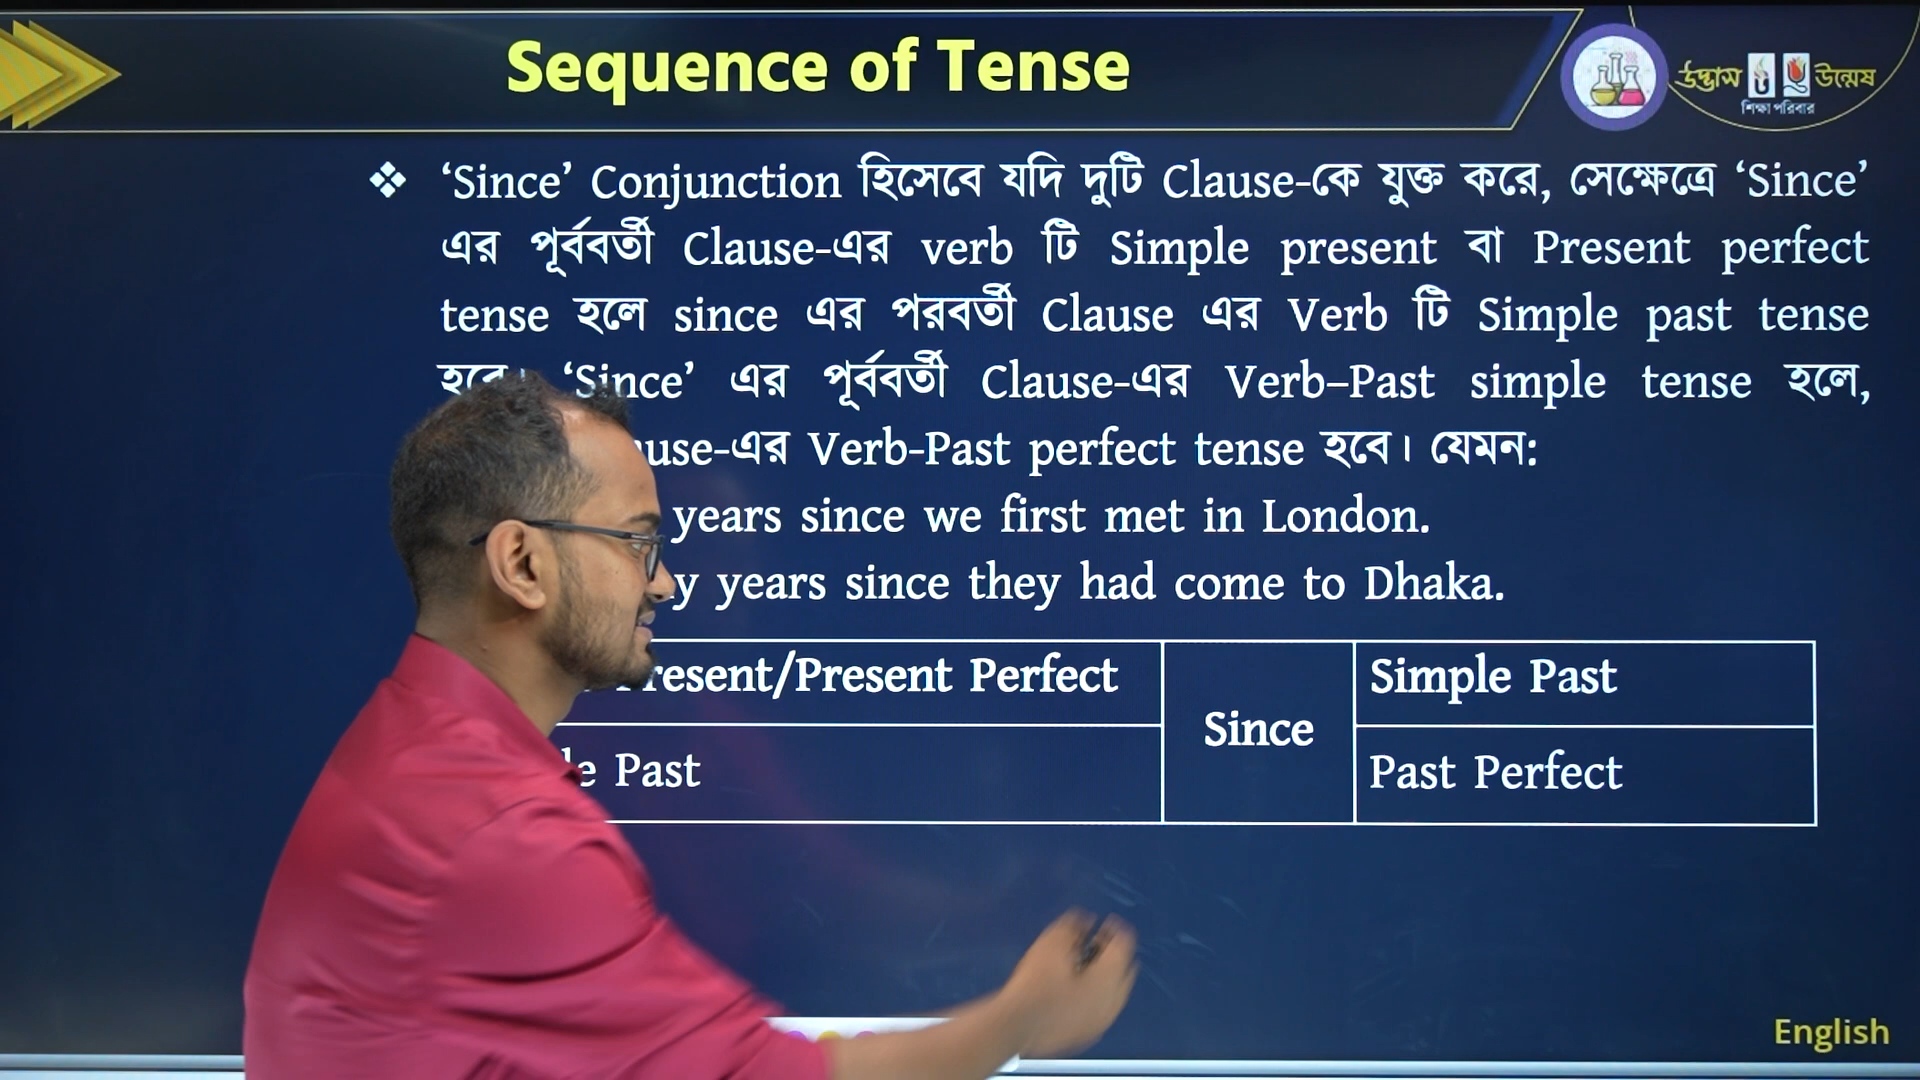 Sequence of Tense
উদ্ভাস উন্মেষ
শিক্ষা পরিবার
❖ ‘Since’ Conjunction হিসেবে যদি দুটি Clause-কে যুক্ত করে, সেক্ষেত্রে ‘Since’
এর পূর্ববর্তী Clause-এর verb টি Simple present বা Present perfect
tense হলে since এর পরবর্তী Clause এর Verb টি Simple past tense
হবে। ‘Since’ এর পূর্ববর্তী Clause-এর Verb–Past simple tense হলে,
-এর Verb-Past perfect tense হবে। যেমন:
years since we first met in London.
years since they had come to Dhaka.
Present/Present Perfect
Since
Simple Past
Past
Past Perfect
English